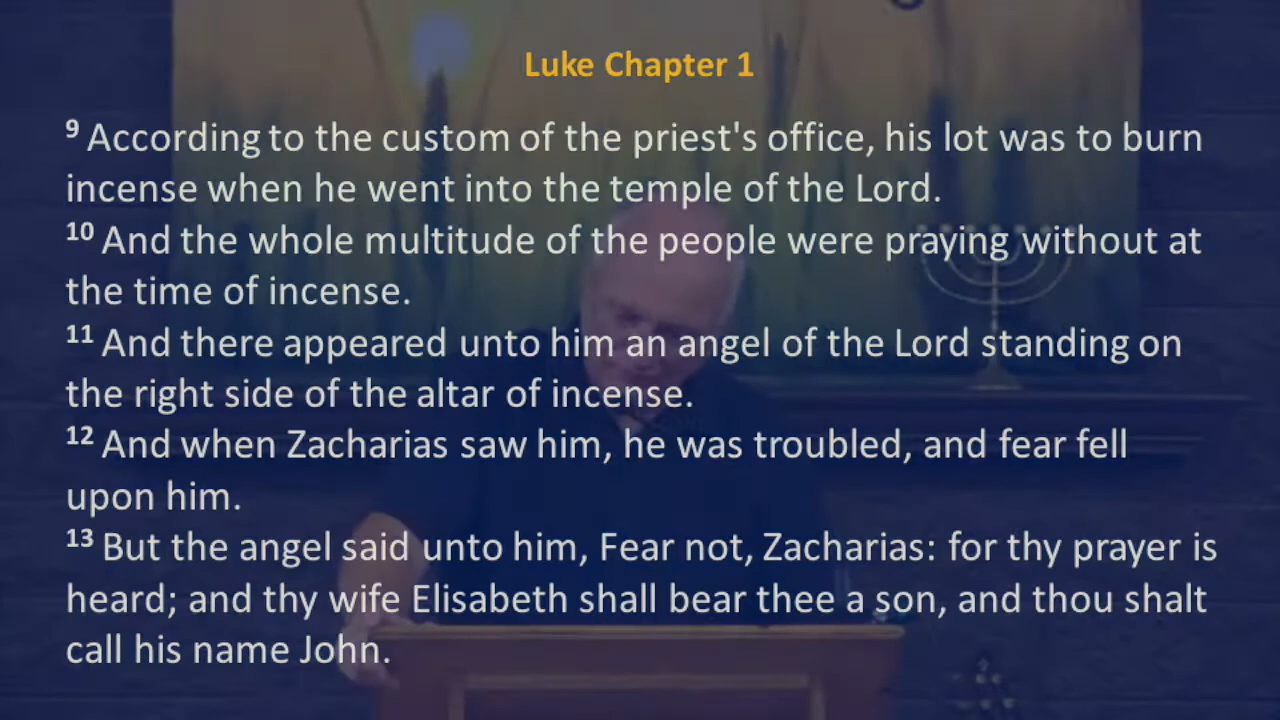 Luke Chapter 1
9 According to the custom of the priest's office, his lot was to burn
incense when he went into the temple of the Lord.
10 And the whole multitude of the people were praying without at
the time of incense.
11 And there appeared unto him an angel of the Lord standing on
the right side of the altar of incense.
12 And when Zacharias saw him, he was troubled, and fear fell
upon him.
13 But the angel said unto him, Fear not, Zacharias: for thy prayer is
heard; and thy wife Elisabeth shall bear thee a son, and thou shalt
call his name John.